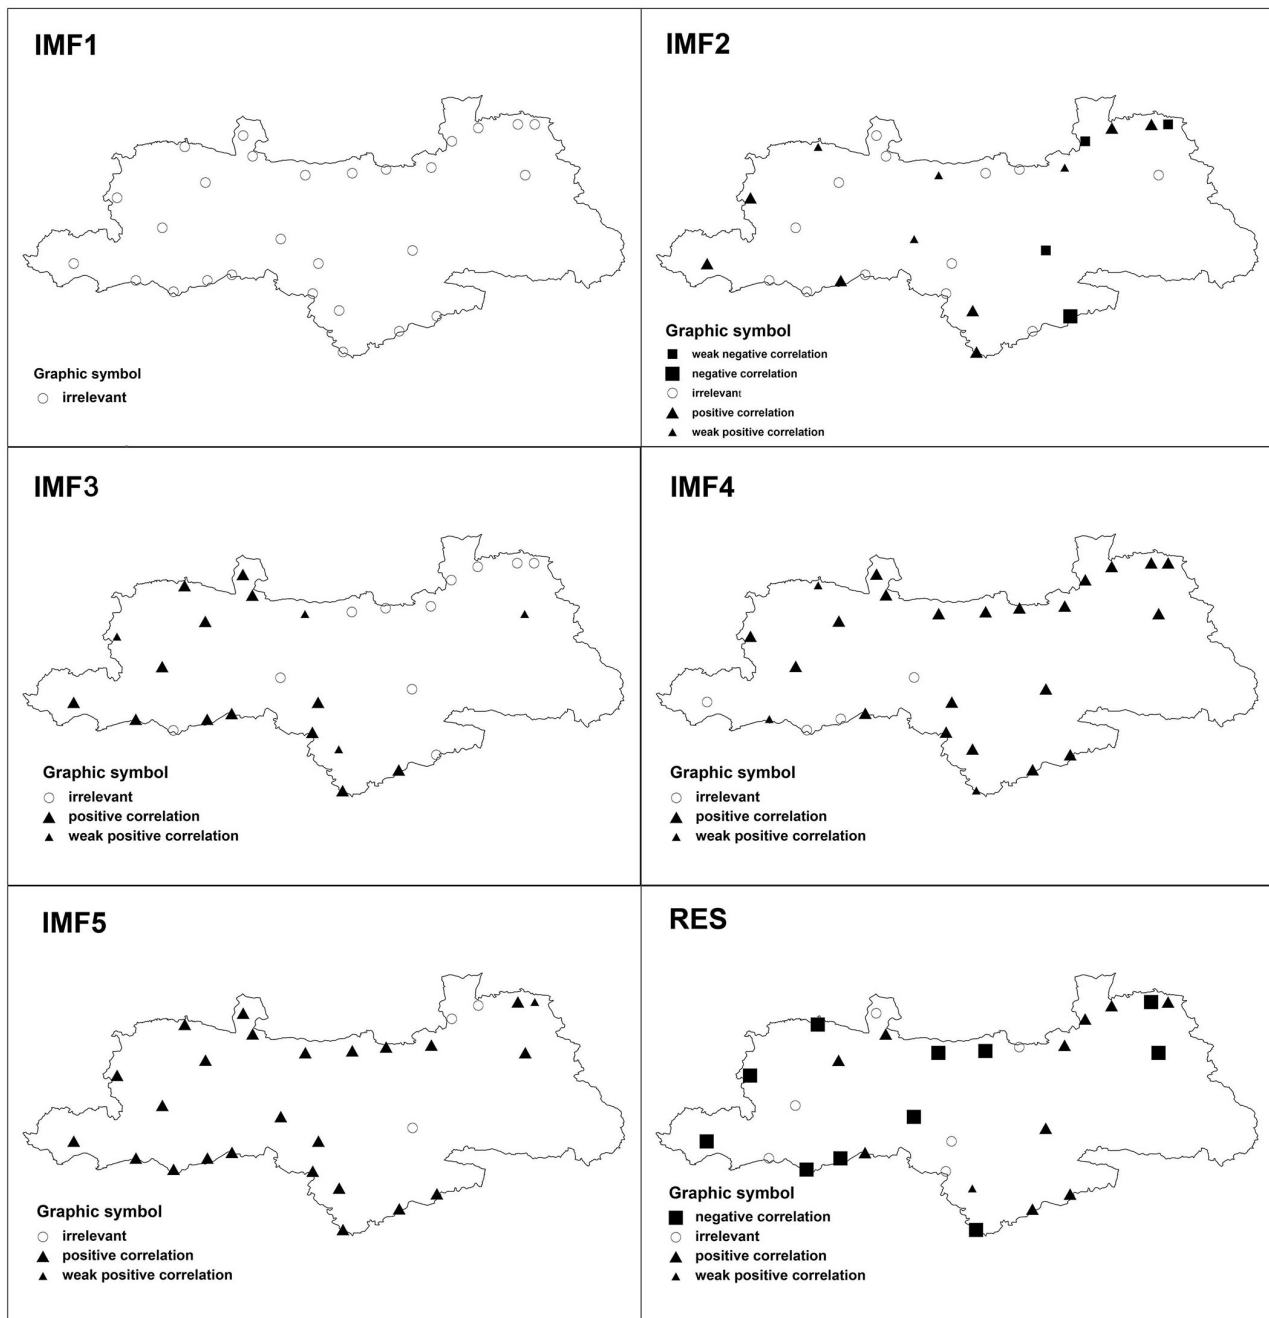 IMF1
Graphic symbol
irrelevant
IMF2
Graphic symbol
weak negative correlation
negative correlation
irrelevant
positive correlation
weak positive correlation
IMF3
Graphic symbol
irrelevant
positive correlation
weak positive correlation
IMF4
Graphic symbol
irrelevant
positive correlation
weak positive correlation
IMF5
Graphic symbol
irrelevant
positive correlation
weak positive correlation
RES
Graphic symbol
negative correlation
irrelevant
positive correlation
weak positive correlation